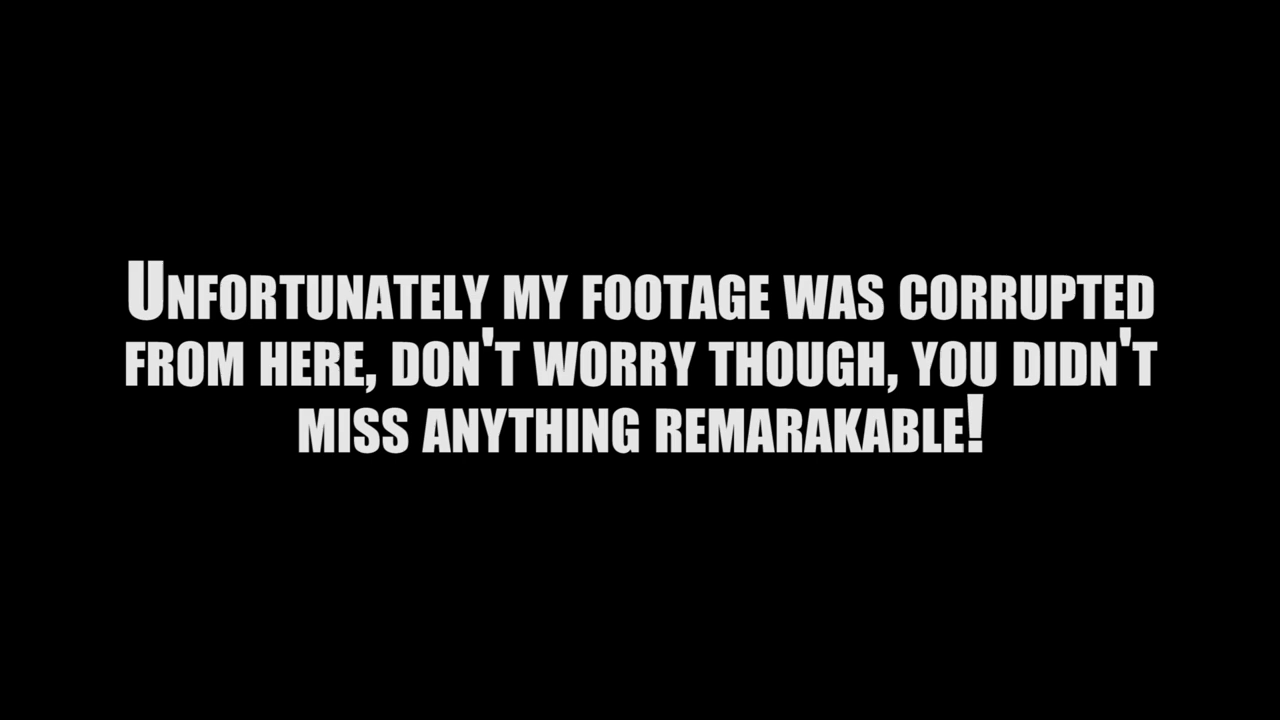 Unfortunately my footage was corrupted
from here, don't worry though, you didn't
miss anything remarakable!